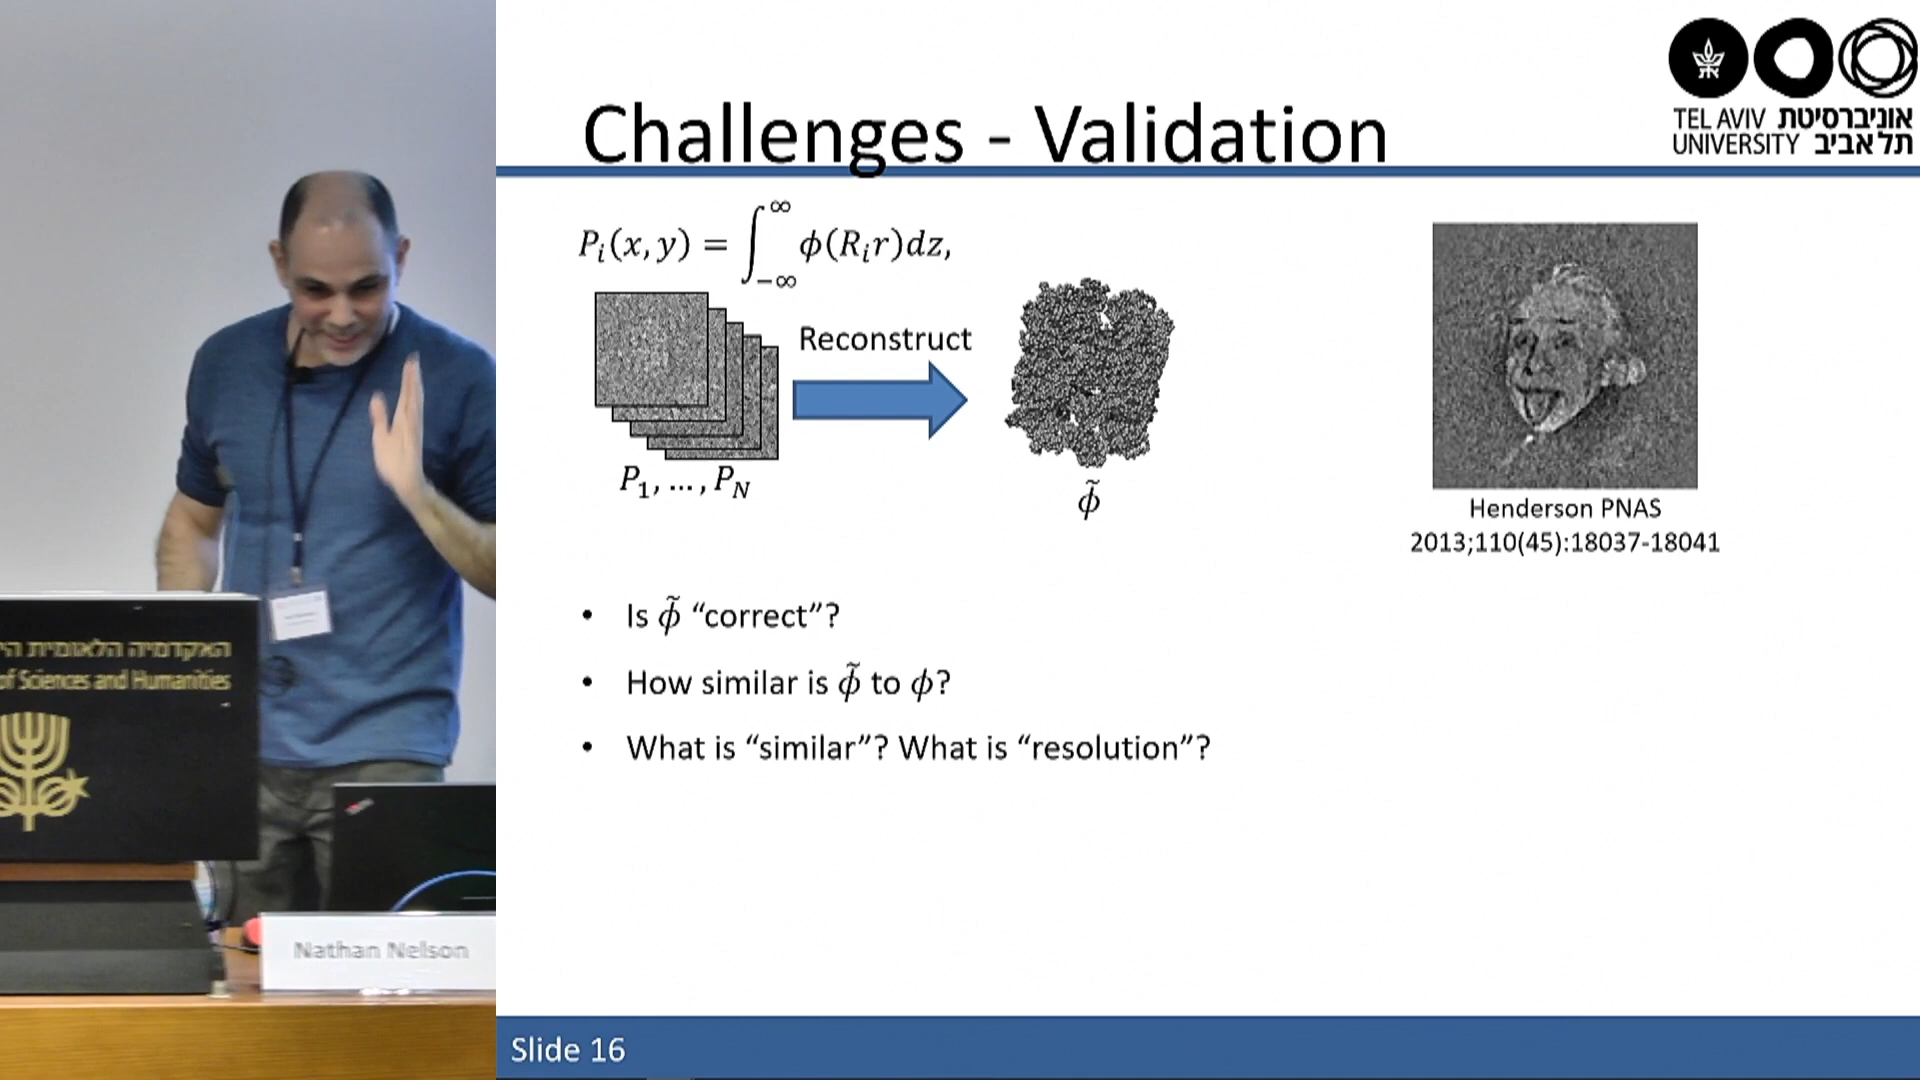 Challenges - Validation
TEL AVIV אוניברסיטת
UNIVERSITY תל אביב
P_i(x, y) = ∫_{-∞}^{∞} ϕ(R_i r)dz,
Reconstruct
P_1, … , P_N
ϕ̃
Henderson PNAS
2013;110(45):18037-18041
• Is ϕ̃ “correct”?
• How similar is ϕ̃ to ϕ?
• What is “similar”? What is “resolution”?
Slide 16
האקדמיה הלאומית
of Sciences and Humanities
Nathan Nelson